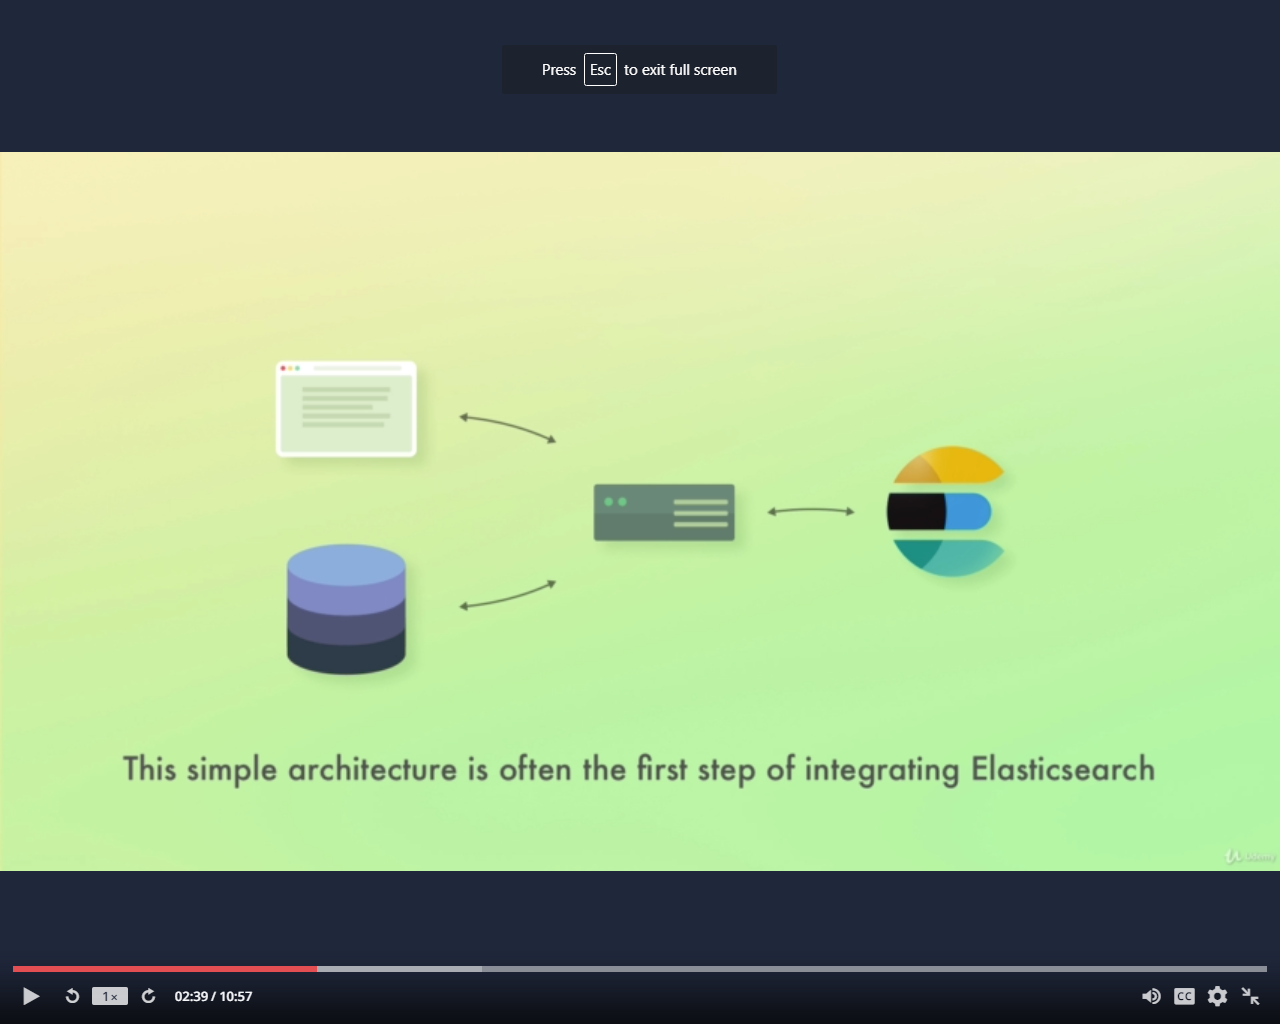 Press Esc to exit full screen
This simple architecture is often the first step of integrating Elasticsearch
Udemy
1×
02:39 / 10:57
CC